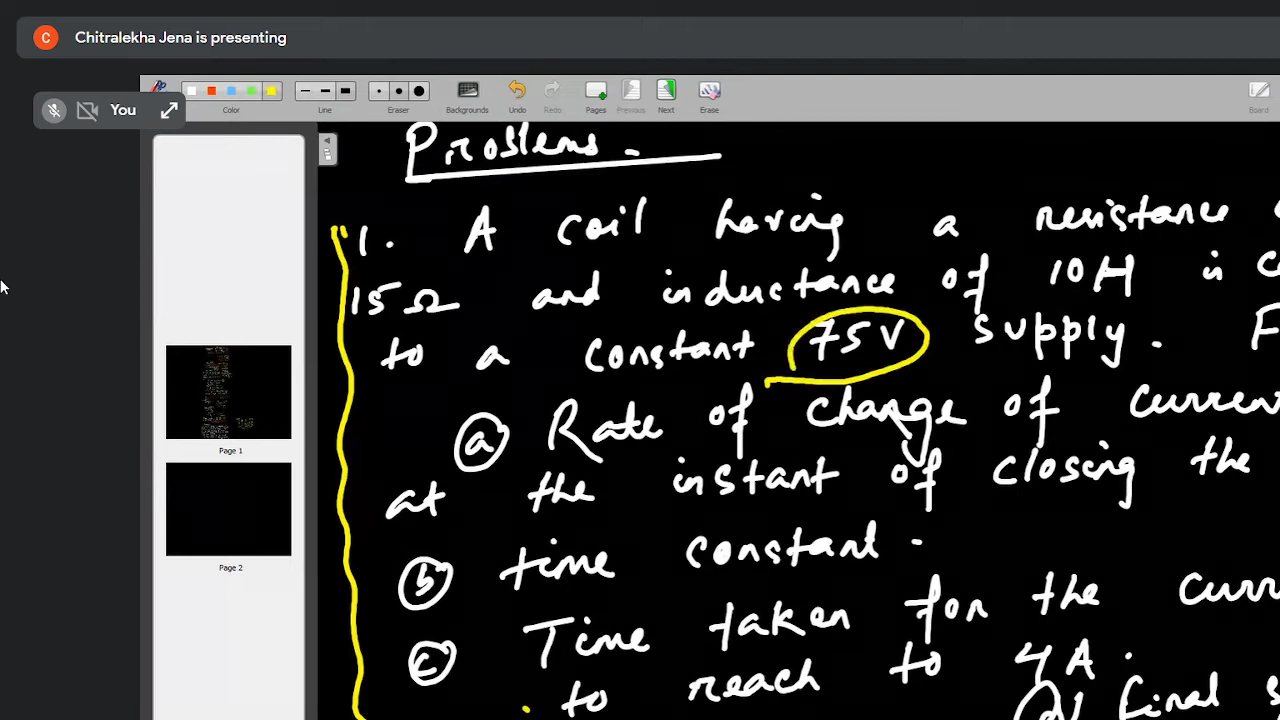 Chitralekha Jena is presenting
You
Color
Line
Eraser
Backgrounds
Undo
Redo
Pages
Previous
Next
Erase
Board
Page 1
Page 2
Problems.
1. A coil having a resistance
15Ω and inductance of 10H is
to a constant 75V supply.
(a) Rate of change of current
at the instant of closing the
(b) time constant.
(c) Time taken for the
to reach to 4A.
(d) final